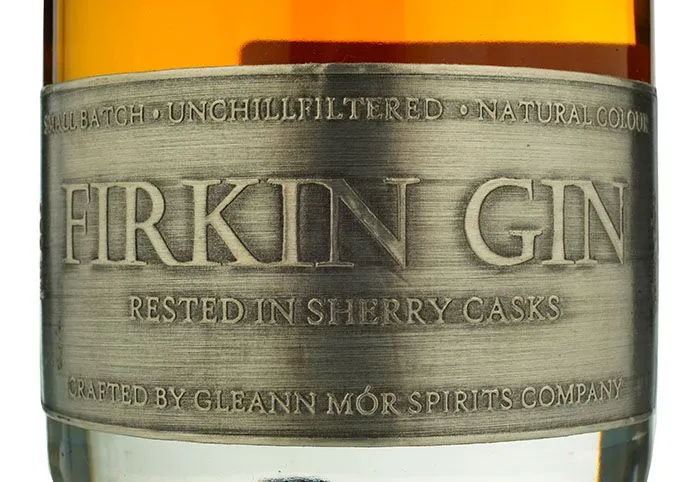 SMALL BATCH • UNCHILLFILTERED • NATURAL COLOUR
FIRKIN GIN
RESTED IN SHERRY CASKS
CRAFTED BY GLEANN MÓR SPIRITS COMPANY